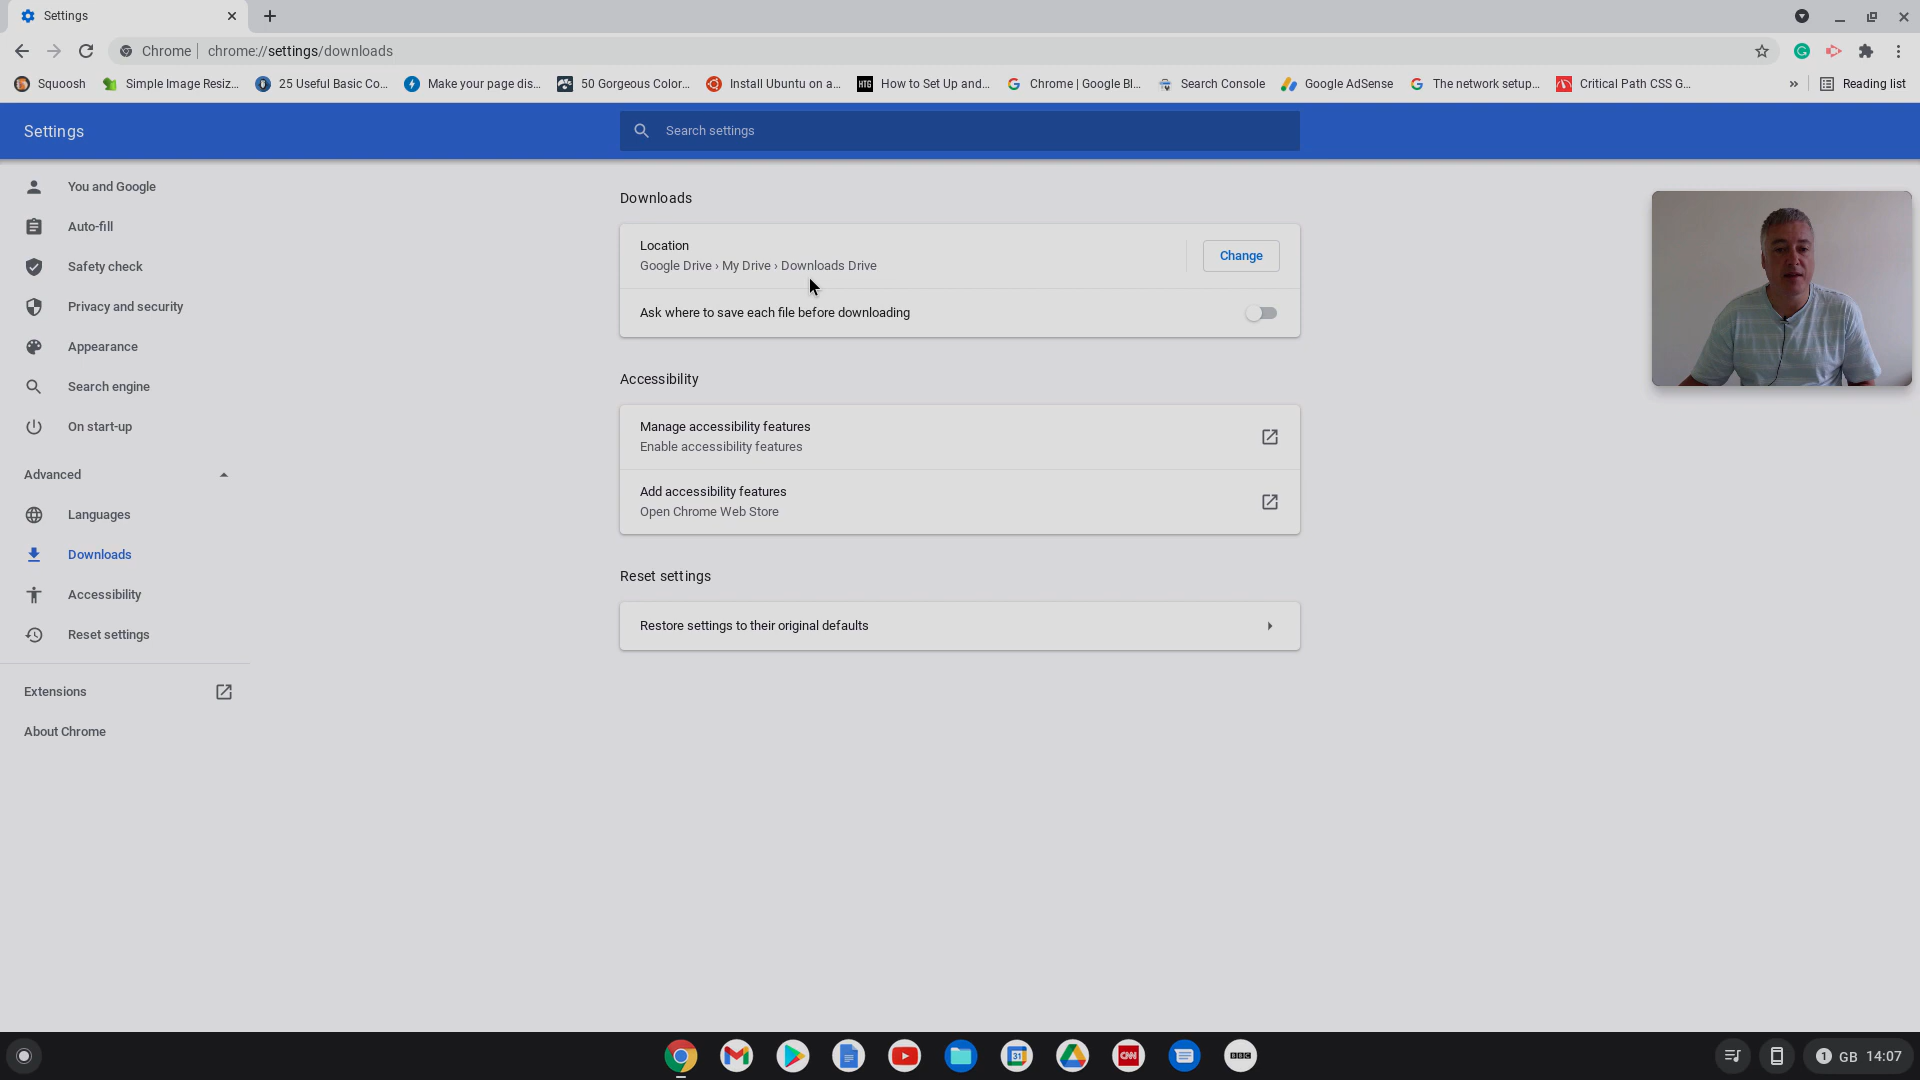 Settings
Chrome | chrome://settings/downloads
Squoosh Simple Image Resiz... 25 Useful Basic Co... Make your page dis... 50 Gorgeous Color... Install Ubuntu on a... HTG How to Set Up and... Chrome | Google Bl... Search Console Google AdSense The network setup... Critical Path CSS G... » Reading list
Settings
Search settings
You and Google
Auto-fill
Safety check
Privacy and security
Appearance
Search engine
On start-up
Advanced
Languages
Downloads
Accessibility
Reset settings
Extensions
About Chrome
Downloads
Location
Google Drive › My Drive › Downloads Drive
Change
Ask where to save each file before downloading
Accessibility
Manage accessibility features
Enable accessibility features
Add accessibility features
Open Chrome Web Store
Reset settings
Restore settings to their original defaults
31 CNN BBC
1 GB 14:07